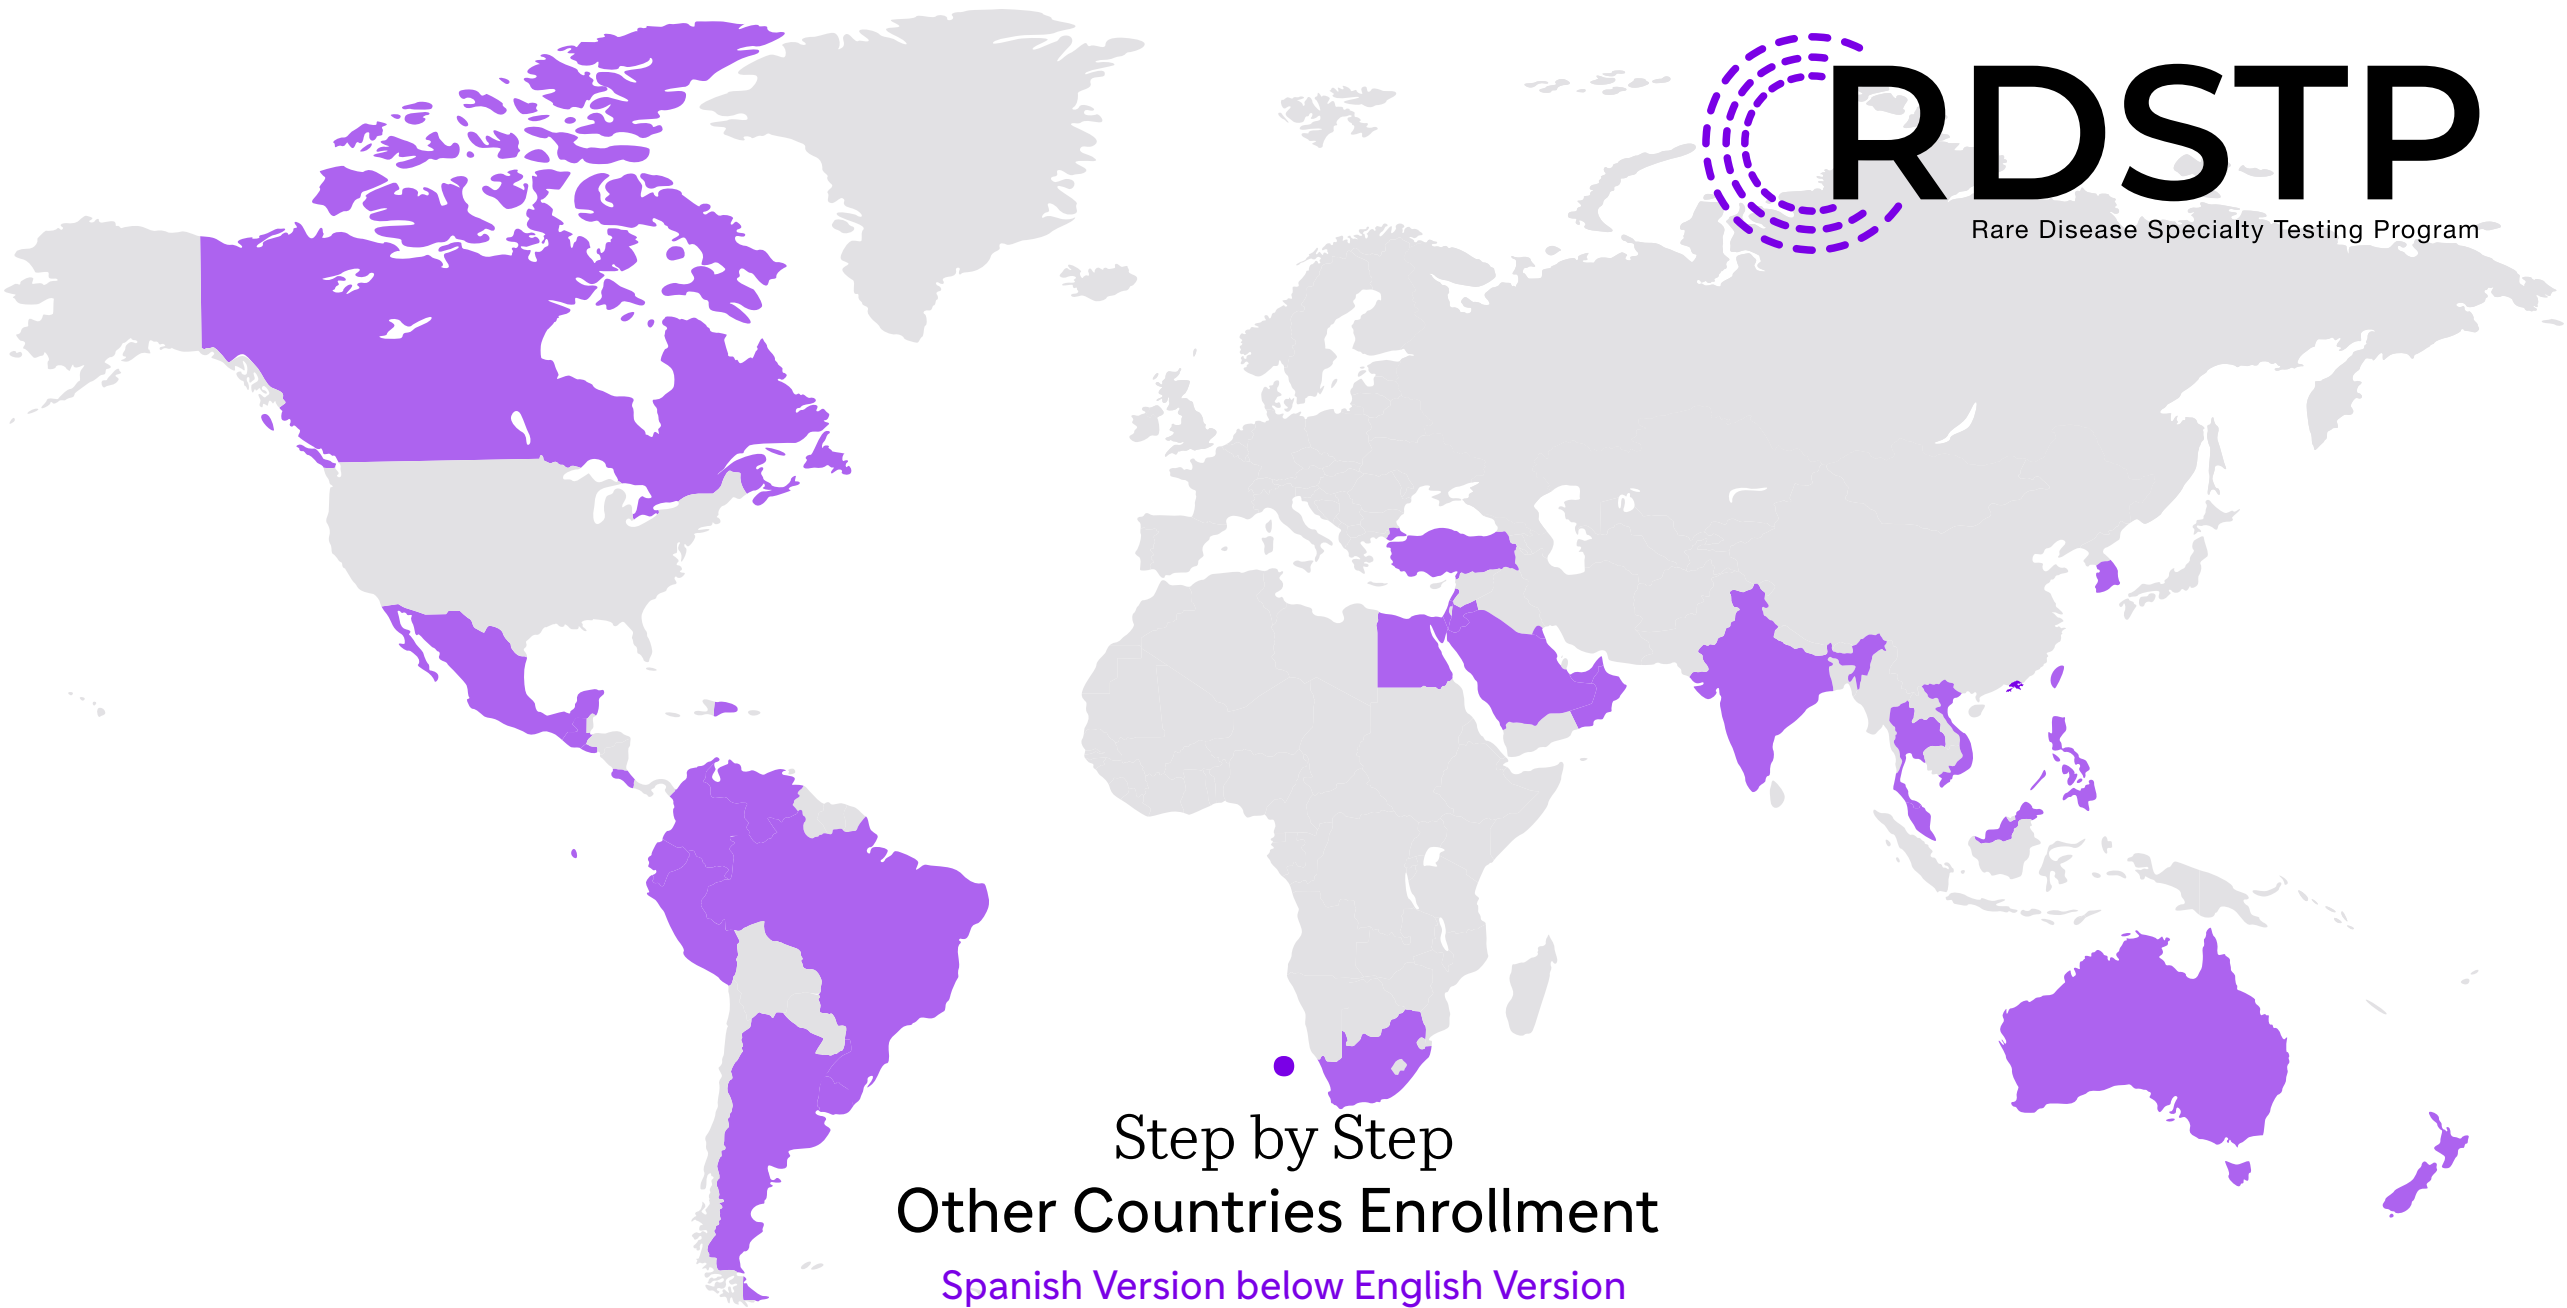 RDSTP
Rare Disease Specialty Testing Program
Step by Step
Other Countries Enrollment
Spanish Version below English Version